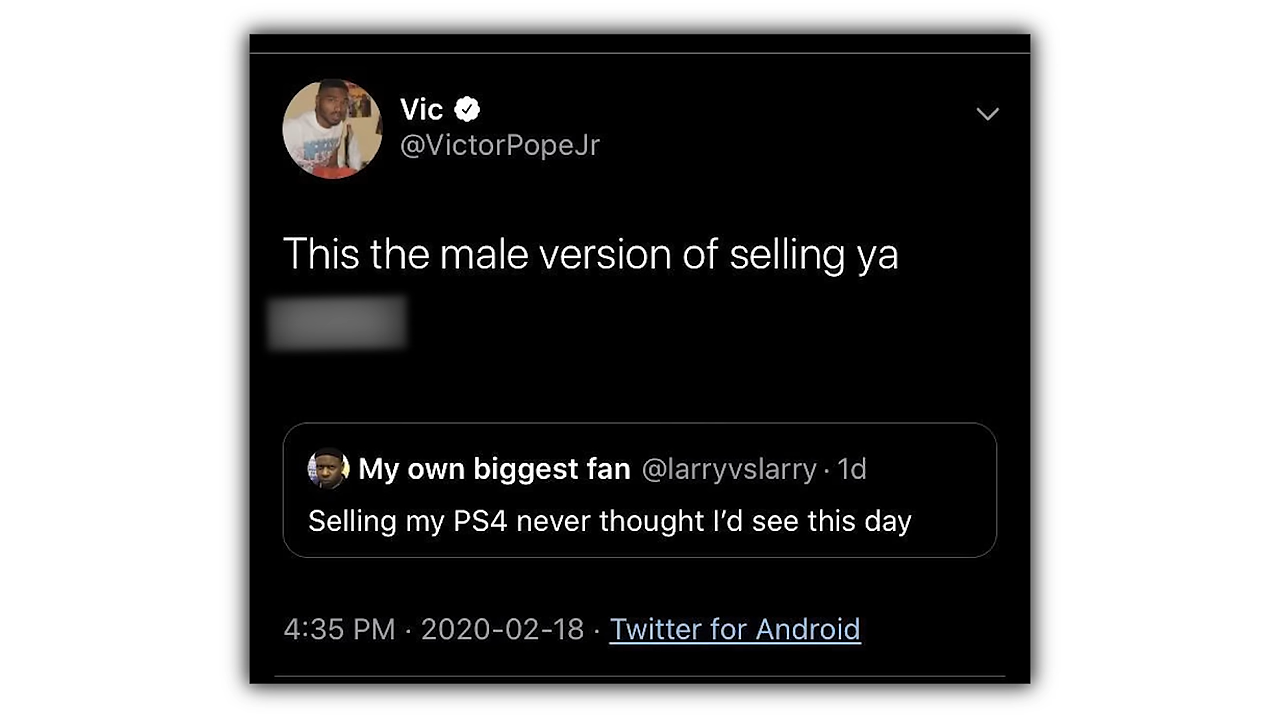 Vic
@VictorPopeJr
This the male version of selling ya
My own biggest fan @larryvslarry · 1d
Selling my PS4 never thought I'd see this day
4:35 PM · 2020-02-18 · Twitter for Android